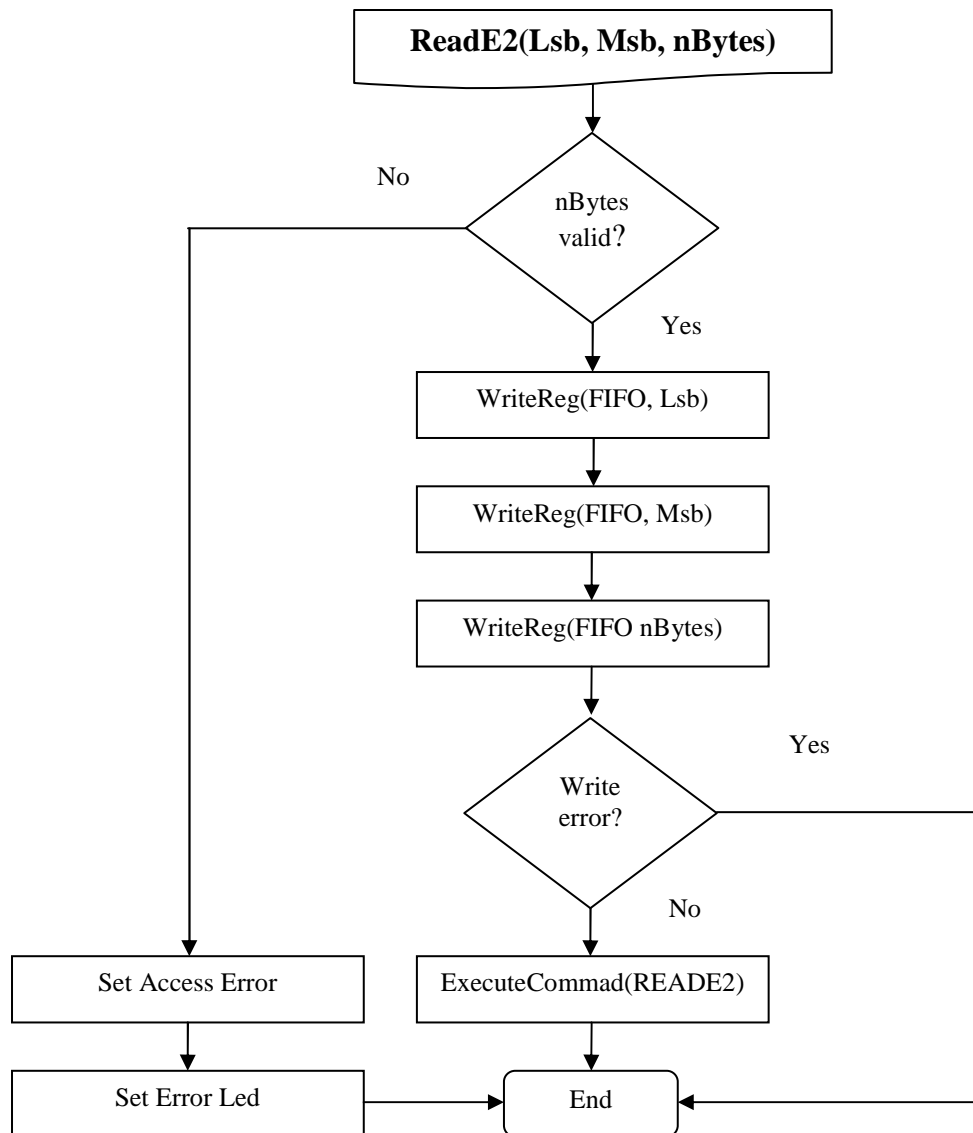 ReadE2(Lsb, Msb, nBytes)
No
nBytes
valid?
Yes
WriteReg(FIFO, Lsb)
WriteReg(FIFO, Msb)
WriteReg(FIFO nBytes)
Yes
Write
error?
No
Set Access Error
ExecuteCommad(READE2)
Set Error Led
End